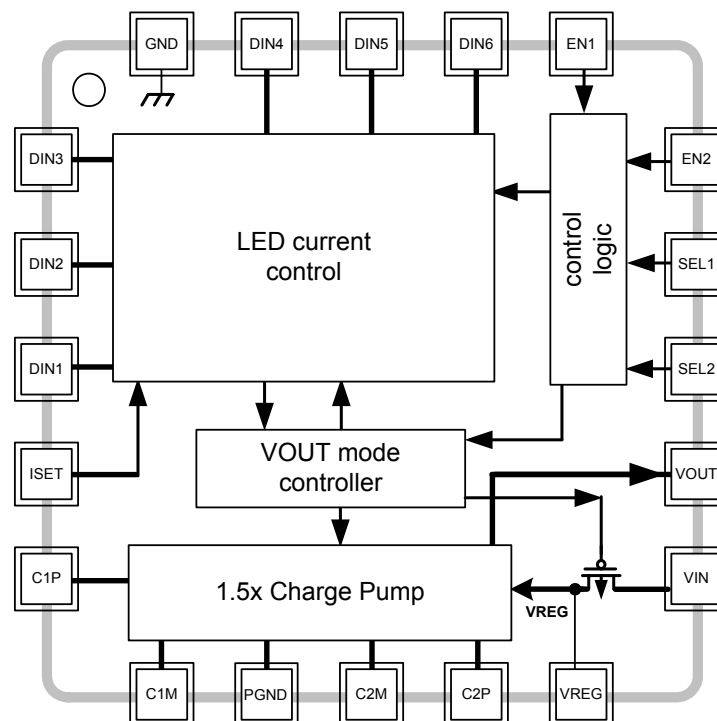 GND
DIN4
DIN5
DIN6
EN1
DIN3
EN2
LED current
control
control
logic
DIN2
SEL1
DIN1
SEL2
VOUT mode
controller
ISET
VOUT
C1P
1.5x Charge Pump
VREG
VIN
C1M
PGND
C2M
C2P
VREG